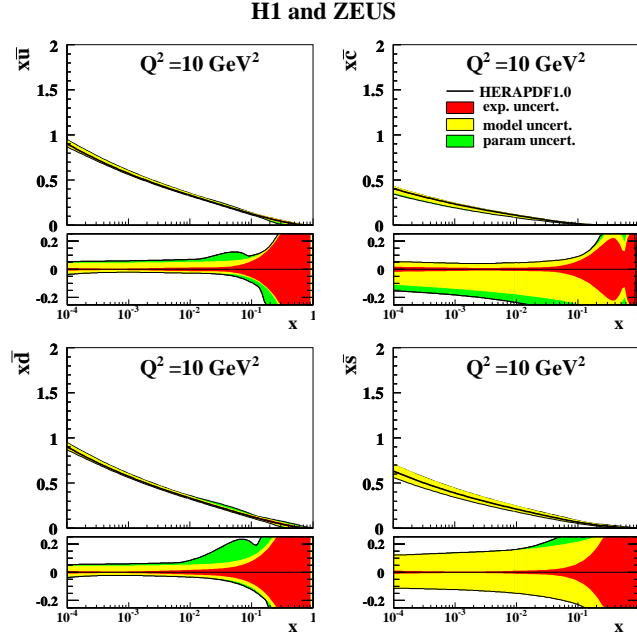 H1 and ZEUS
xū
Q² =10 GeV²
2
1.5
1
0.5
0
0.2
0
-0.2
10⁻⁴ 10⁻³ 10⁻² 10⁻¹ 1
x
xc̄
Q² =10 GeV²
HERAPDF1.0
exp. uncert.
model uncert.
param uncert.
2
1.5
1
0.5
0
0.2
0
-0.2
10⁻⁴ 10⁻³ 10⁻² 10⁻¹
x
xd̄
Q² =10 GeV²
2
1.5
1
0.5
0
0.2
0
-0.2
10⁻⁴ 10⁻³ 10⁻² 10⁻¹ 1
x
xs̄
Q² =10 GeV²
2
1.5
1
0.5
0
0.2
0
-0.2
10⁻⁴ 10⁻³ 10⁻² 10⁻¹
x